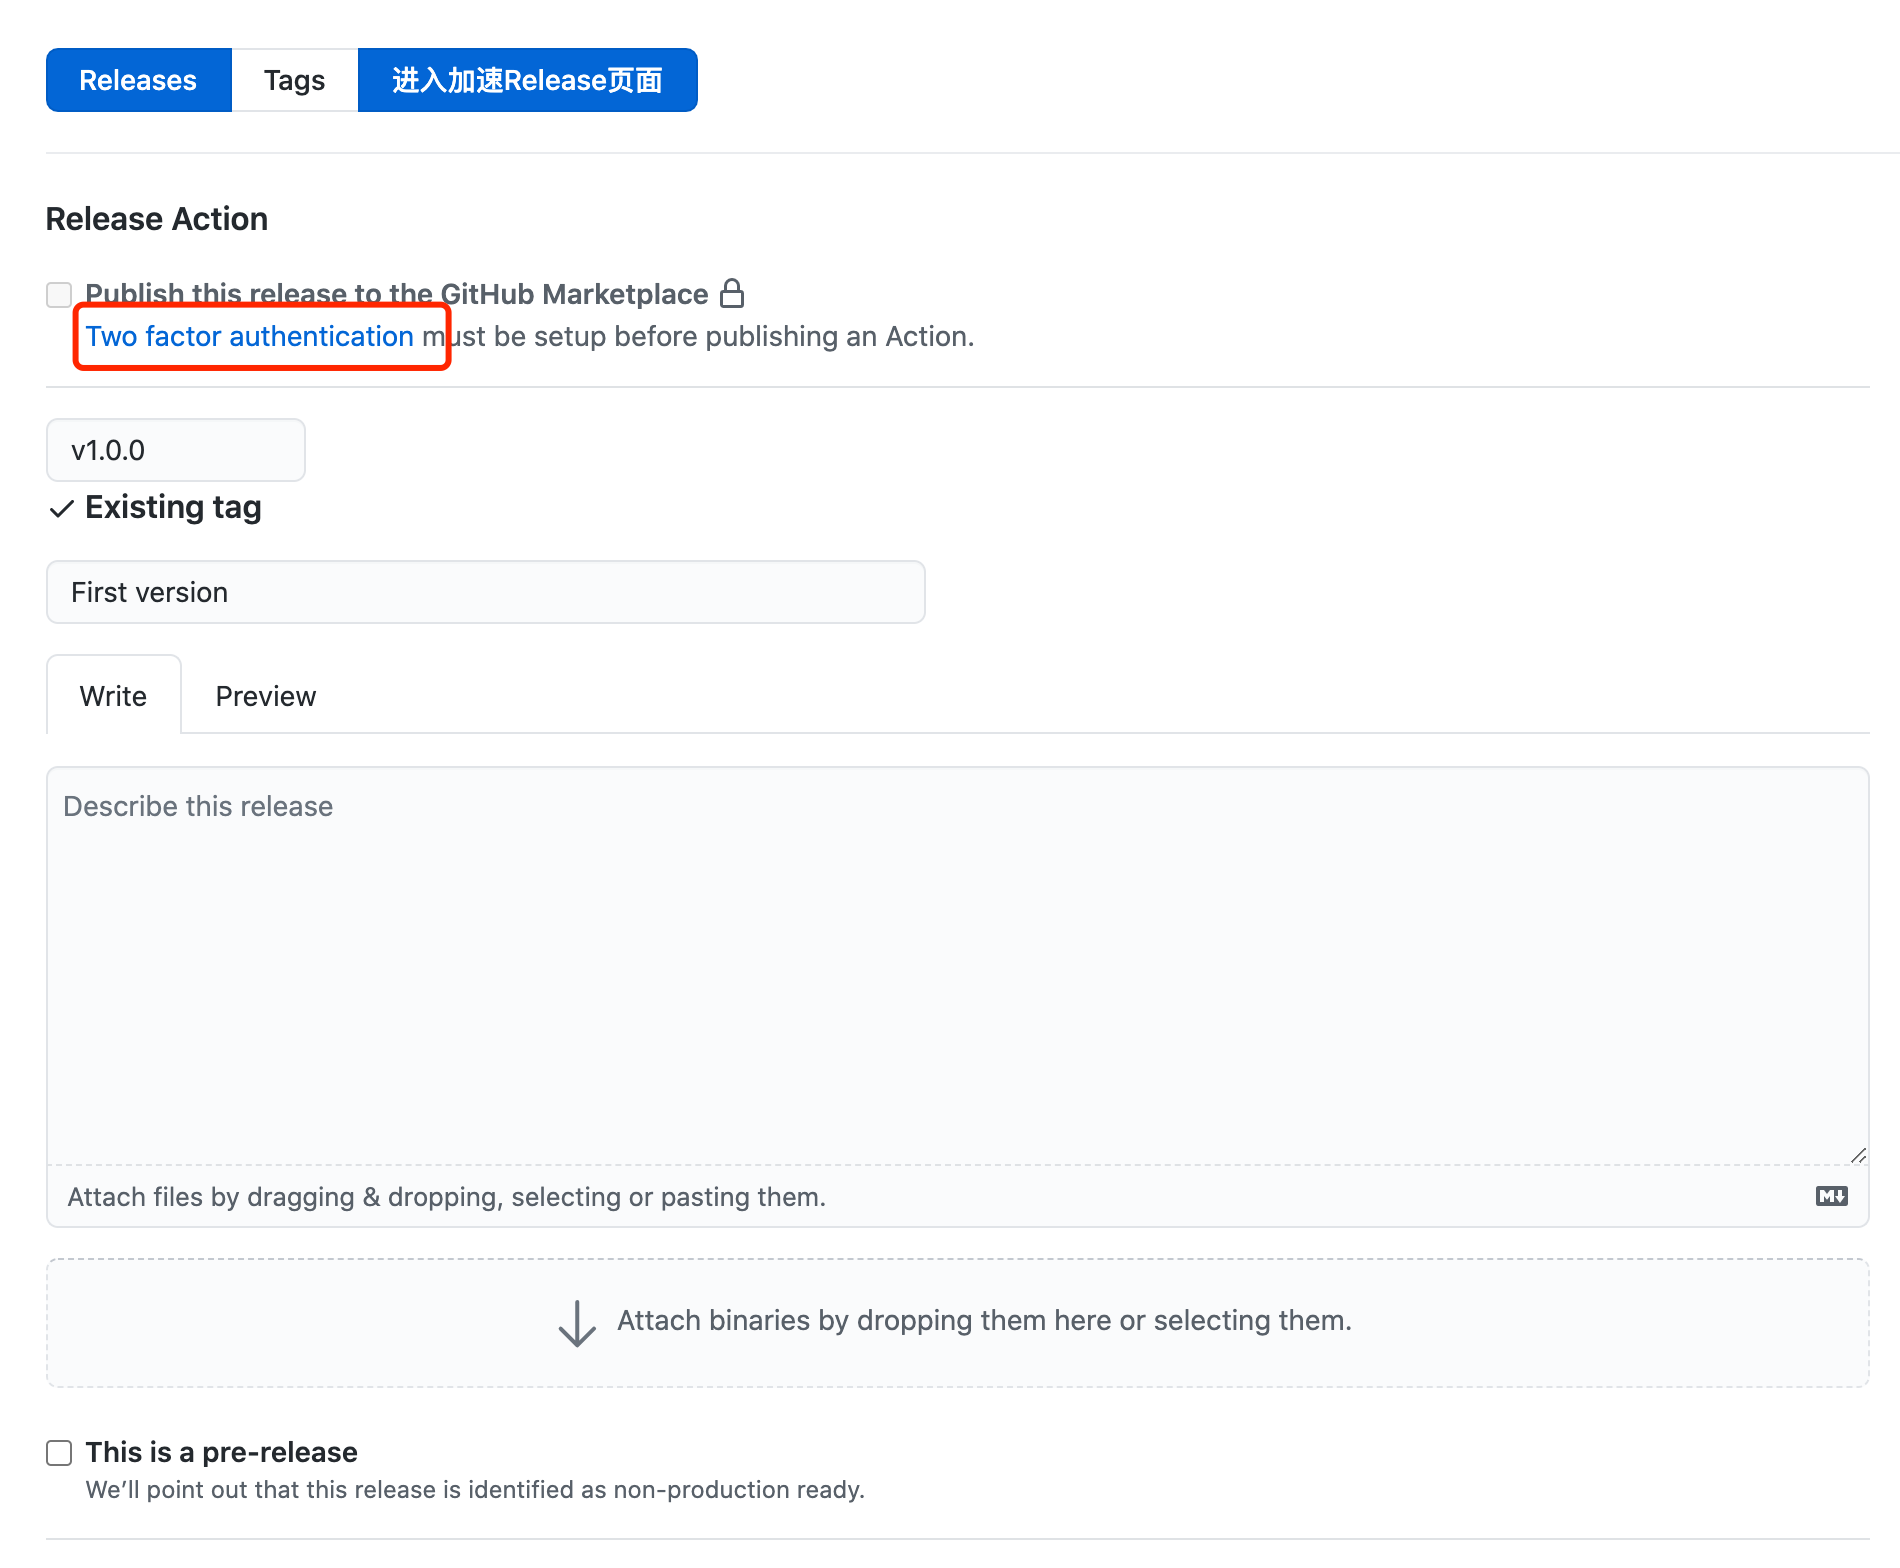 Releases Tags 进入加速Release页面
Release Action
Publish this release to the GitHub Marketplace
Two factor authentication must be setup before publishing an Action.
v1.0.0
Existing tag
First version
Write Preview
Describe this release
Attach files by dragging & dropping, selecting or pasting them.
Attach binaries by dropping them here or selecting them.
This is a pre-release
We’ll point out that this release is identified as non-production ready.